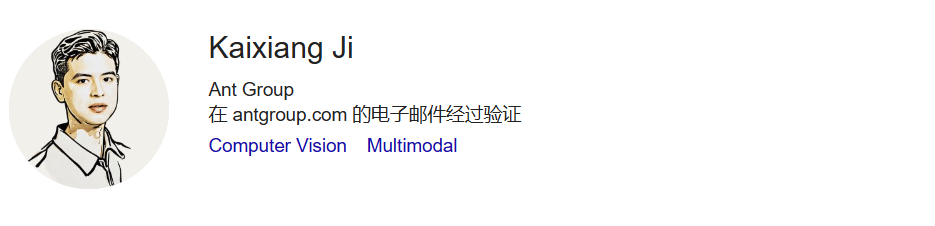 Kaixiang Ji
Ant Group
在 antgroup.com 的电子邮件经过验证
Computer Vision Multimodal